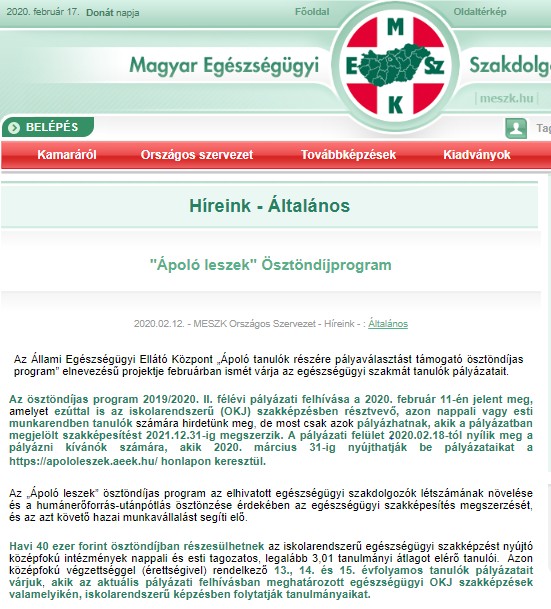 2020. február 17. Donát napja
Főoldal
Oldaltérkép
Magyar Egészségügyi
M
E SZ
K
Szakdolgo
| meszk.hu |
BELÉPÉS
Tag
Kamaráról Országos szervezet Továbbképzések Kiadványok
Híreink - Általános
"Ápoló leszek" Ösztöndíjprogram
2020.02.12. - MESZK Országos Szervezet - Híreink - : Általános
Az Állami Egészségügyi Ellátó Központ „Ápoló tanulók részére pályaválasztást támogató ösztöndíjas
program” elnevezésű projektje februárban ismét várja az egészségügyi szakmát tanulók pályázatait.
Az ösztöndíjas program 2019/2020. II. félévi pályázati felhívása a 2020. február 11-én jelent meg,
amelyet ezúttal is az iskolarendszerű (OKJ) szakképzésben résztvevő, azon nappali vagy esti
munkarendben tanulók számára hirdetünk meg, de most csak azok pályázhatnak, akik a pályázatban
megjelölt szakképesítést 2021.12.31-ig megszerzik. A pályázati felület 2020.02.18-tól nyílik meg a
pályázni kívánók számára, akik 2020. március 31-ig nyújthatják be pályázataikat a
https://apololeszek.aeek.hu/ honlapon keresztül.
Az „Ápoló leszek” ösztöndíjas program az elhivatott egészségügyi szakdolgozók létszámának növelése
és a humánerőforrás-utánpótlás ösztönzése érdekében az egészségügyi szakképesítés megszerzését,
és az azt követő hazai munkavállalást segíti elő.
Havi 40 ezer forint ösztöndíjban részesülhetnek az iskolarendszerű egészségügyi szakképzést nyújtó
középfokú intézmények nappali és esti tagozatos, legalább 3,01 tanulmányi átlagot elérő tanulói. Azon
középfokú végzettséggel (érettségivel) rendelkező 13., 14. és 15. évfolyamos tanulók pályázatait
várjuk, akik az aktuális pályázati felhívásban meghatározott egészségügyi OKJ szakképzések
valamelyikén, iskolarendszerű képzésben folytatják tanulmányaikat.